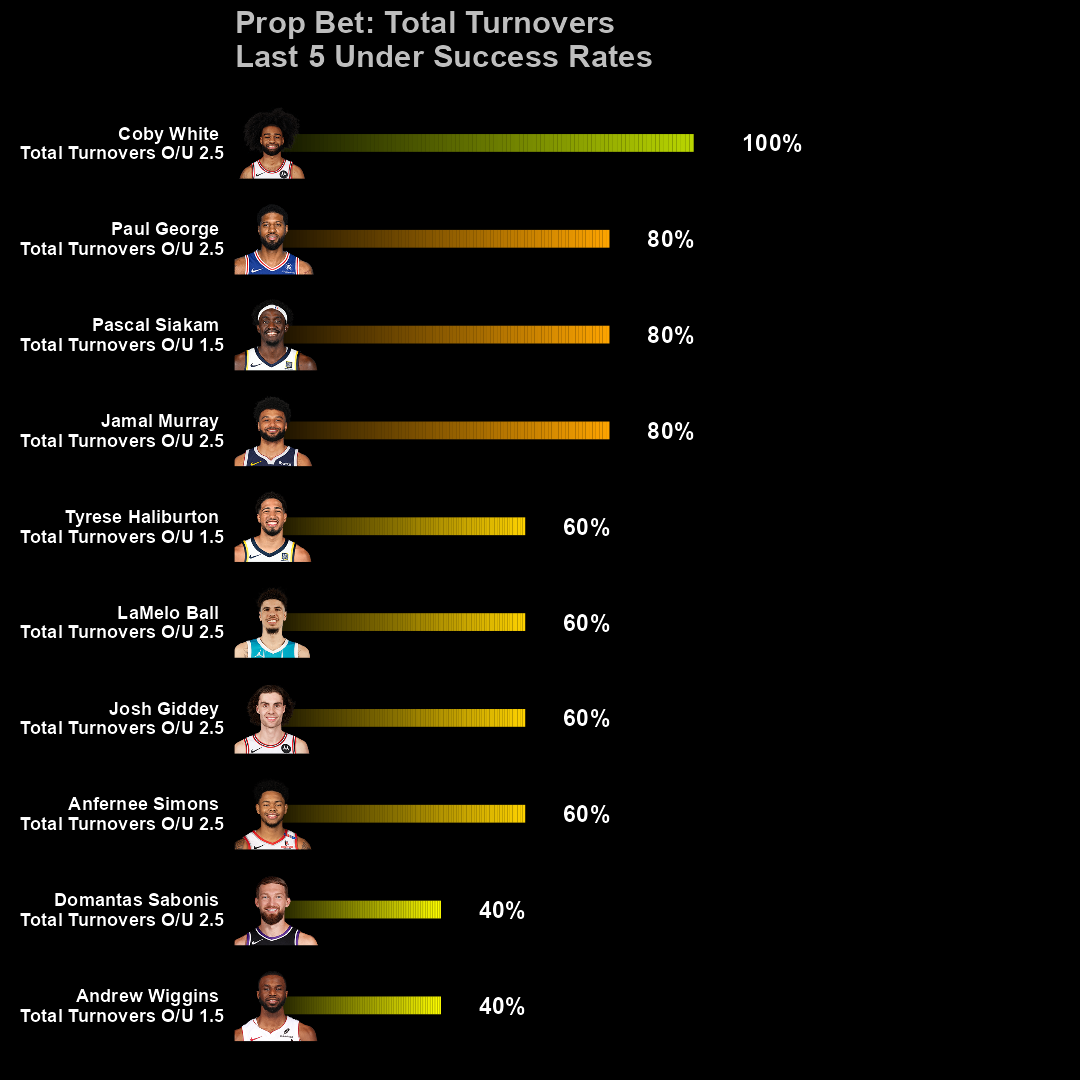 Prop Bet: Total Turnovers
Last 5 Under Success Rates
Coby White
Total Turnovers O/U 2.5
100%
Paul George
Total Turnovers O/U 2.5
80%
Pascal Siakam
Total Turnovers O/U 1.5
80%
Jamal Murray
Total Turnovers O/U 2.5
80%
Tyrese Haliburton
Total Turnovers O/U 1.5
60%
LaMelo Ball
Total Turnovers O/U 2.5
60%
Josh Giddey
Total Turnovers O/U 2.5
60%
Anfernee Simons
Total Turnovers O/U 2.5
60%
Domantas Sabonis
Total Turnovers O/U 2.5
40%
Andrew Wiggins
Total Turnovers O/U 1.5
40%